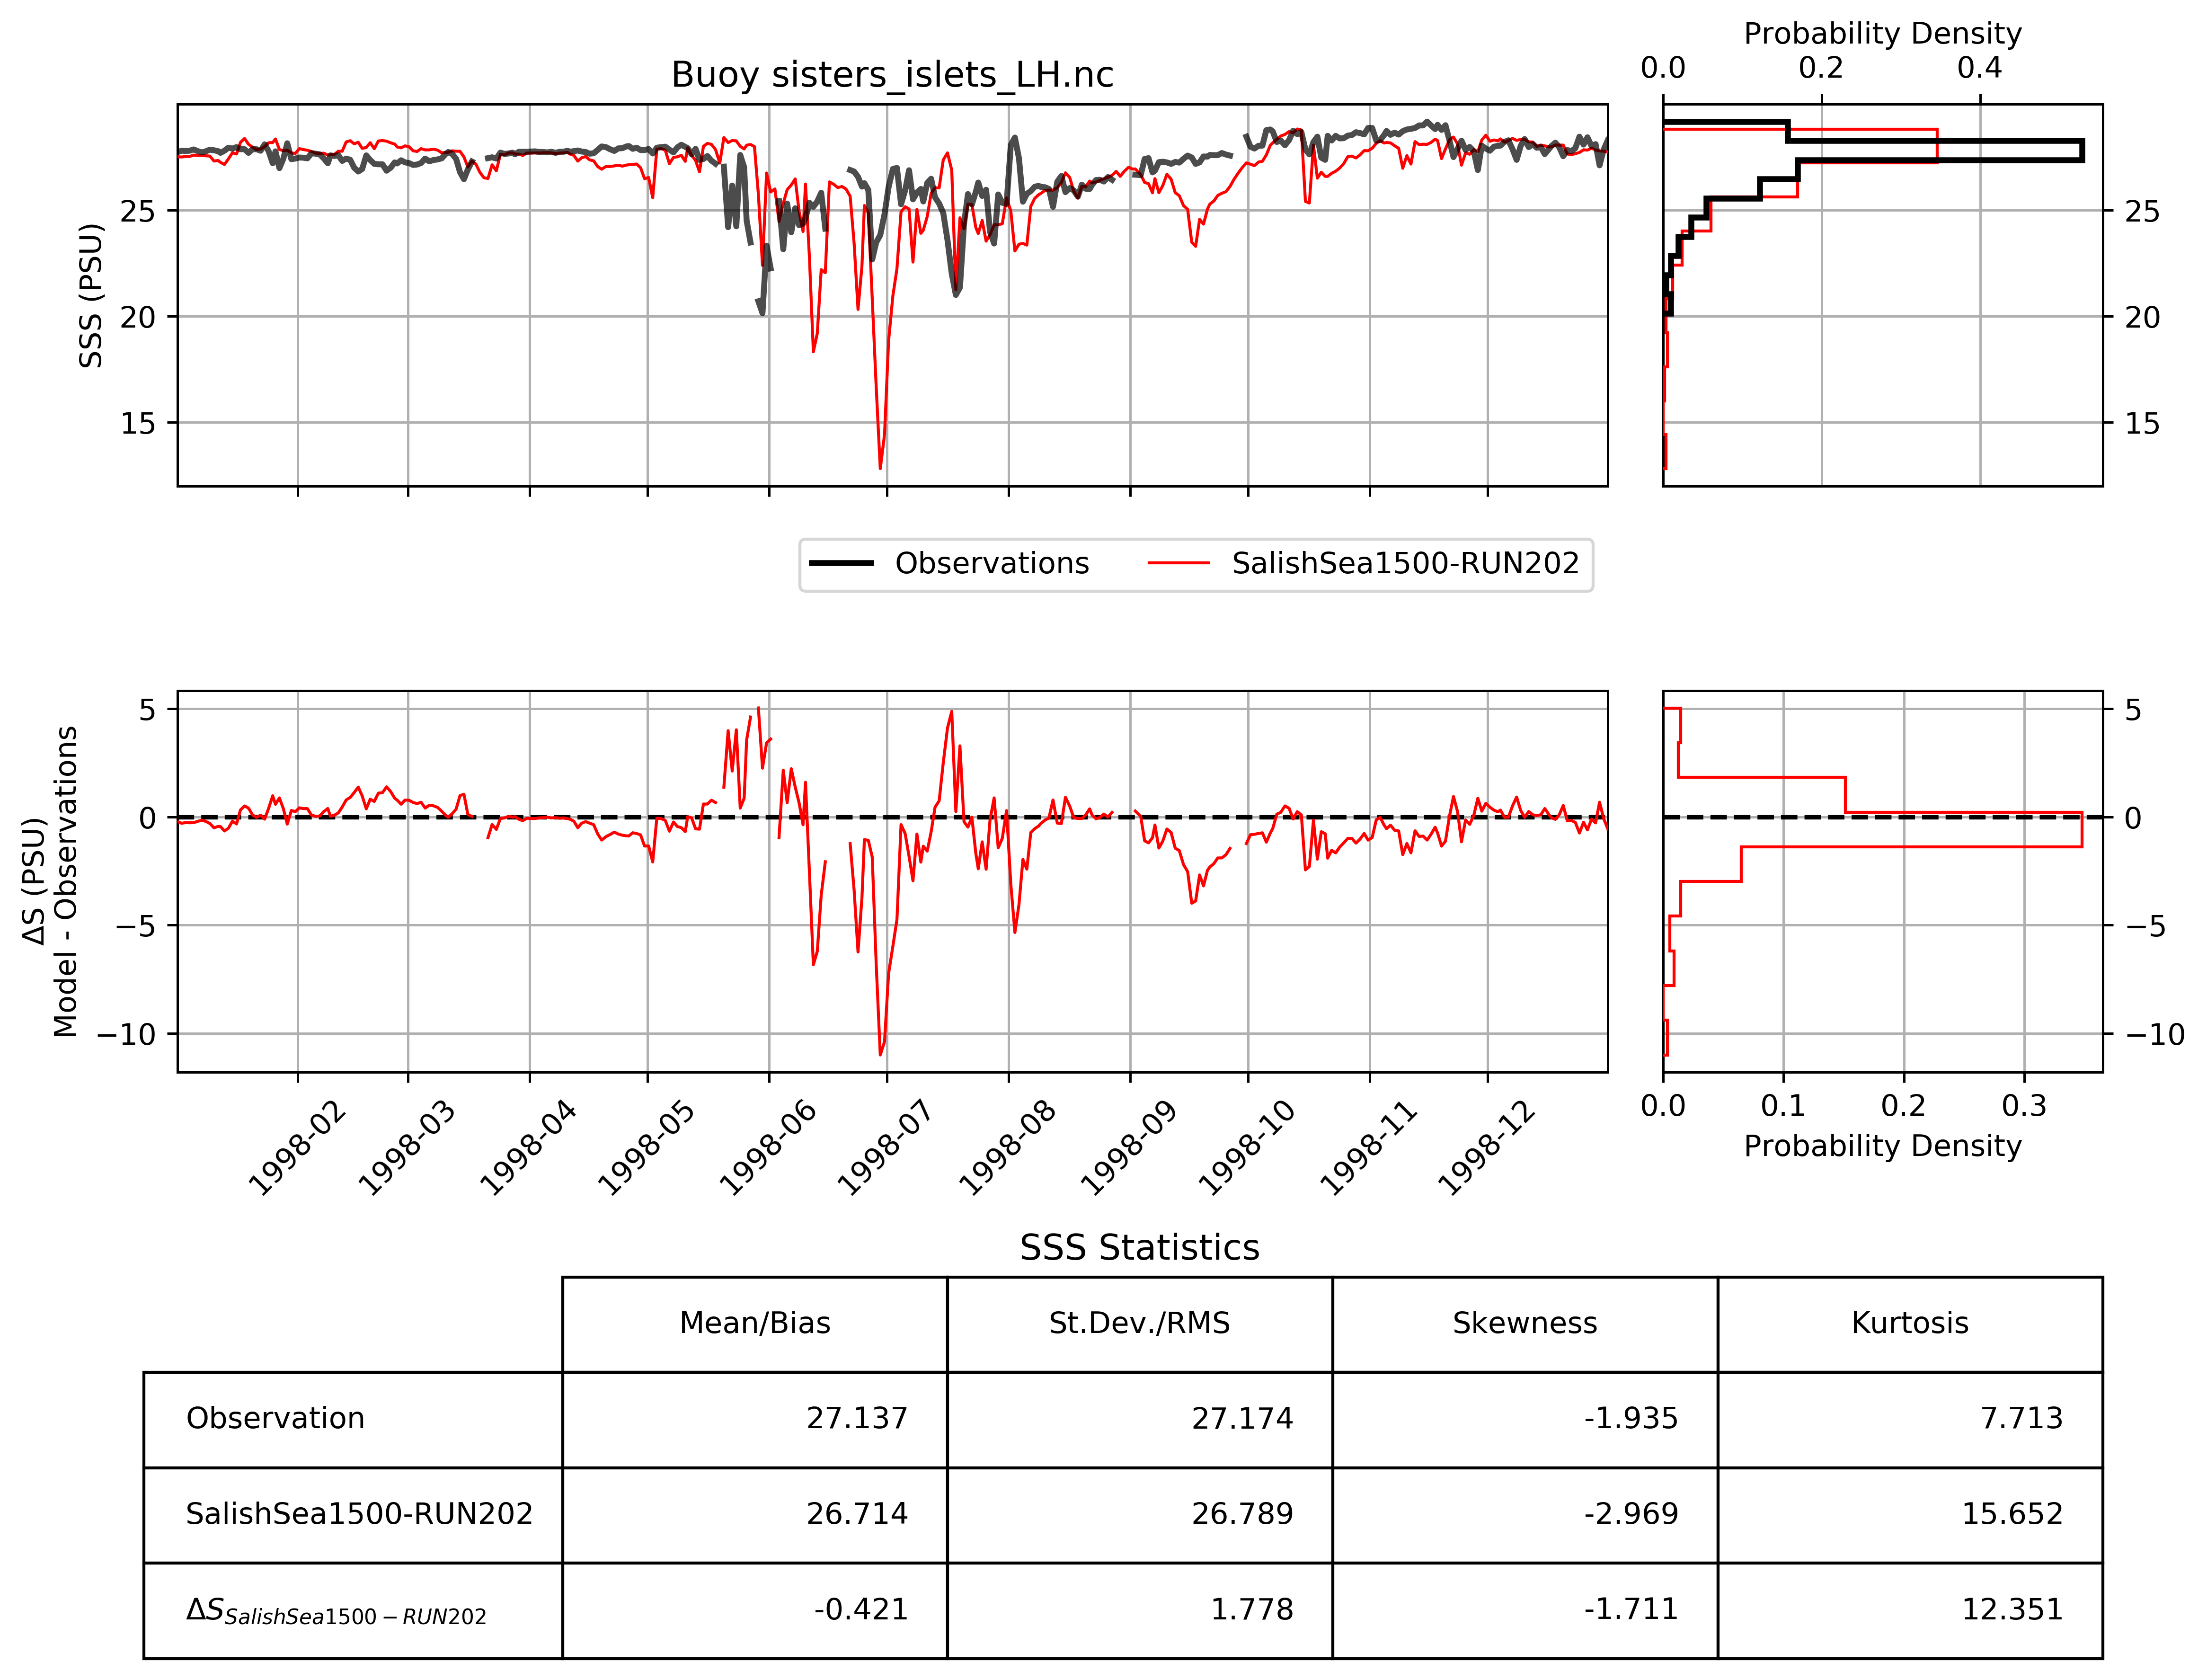 Probability Density
0.0 0.2 0.4
Buoy sisters_islets_LH.nc
SSS (PSU)
25
20
15
25
20
15
Observations SalishSea1500-RUN202
ΔS (PSU)
Model - Observations
5
0
−5
−10
5
0
−5
−10
1998-02 1998-03 1998-04 1998-05 1998-06 1998-07 1998-08 1998-09 1998-10 1998-11 1998-12
0.0 0.1 0.2 0.3
Probability Density
SSS Statistics
Mean/Bias St.Dev./RMS Skewness Kurtosis
Observation 27.137 27.174 -1.935 7.713
SalishSea1500-RUN202 26.714 26.789 -2.969 15.652
ΔS SalishSea1500−RUN202 -0.421 1.778 -1.711 12.351